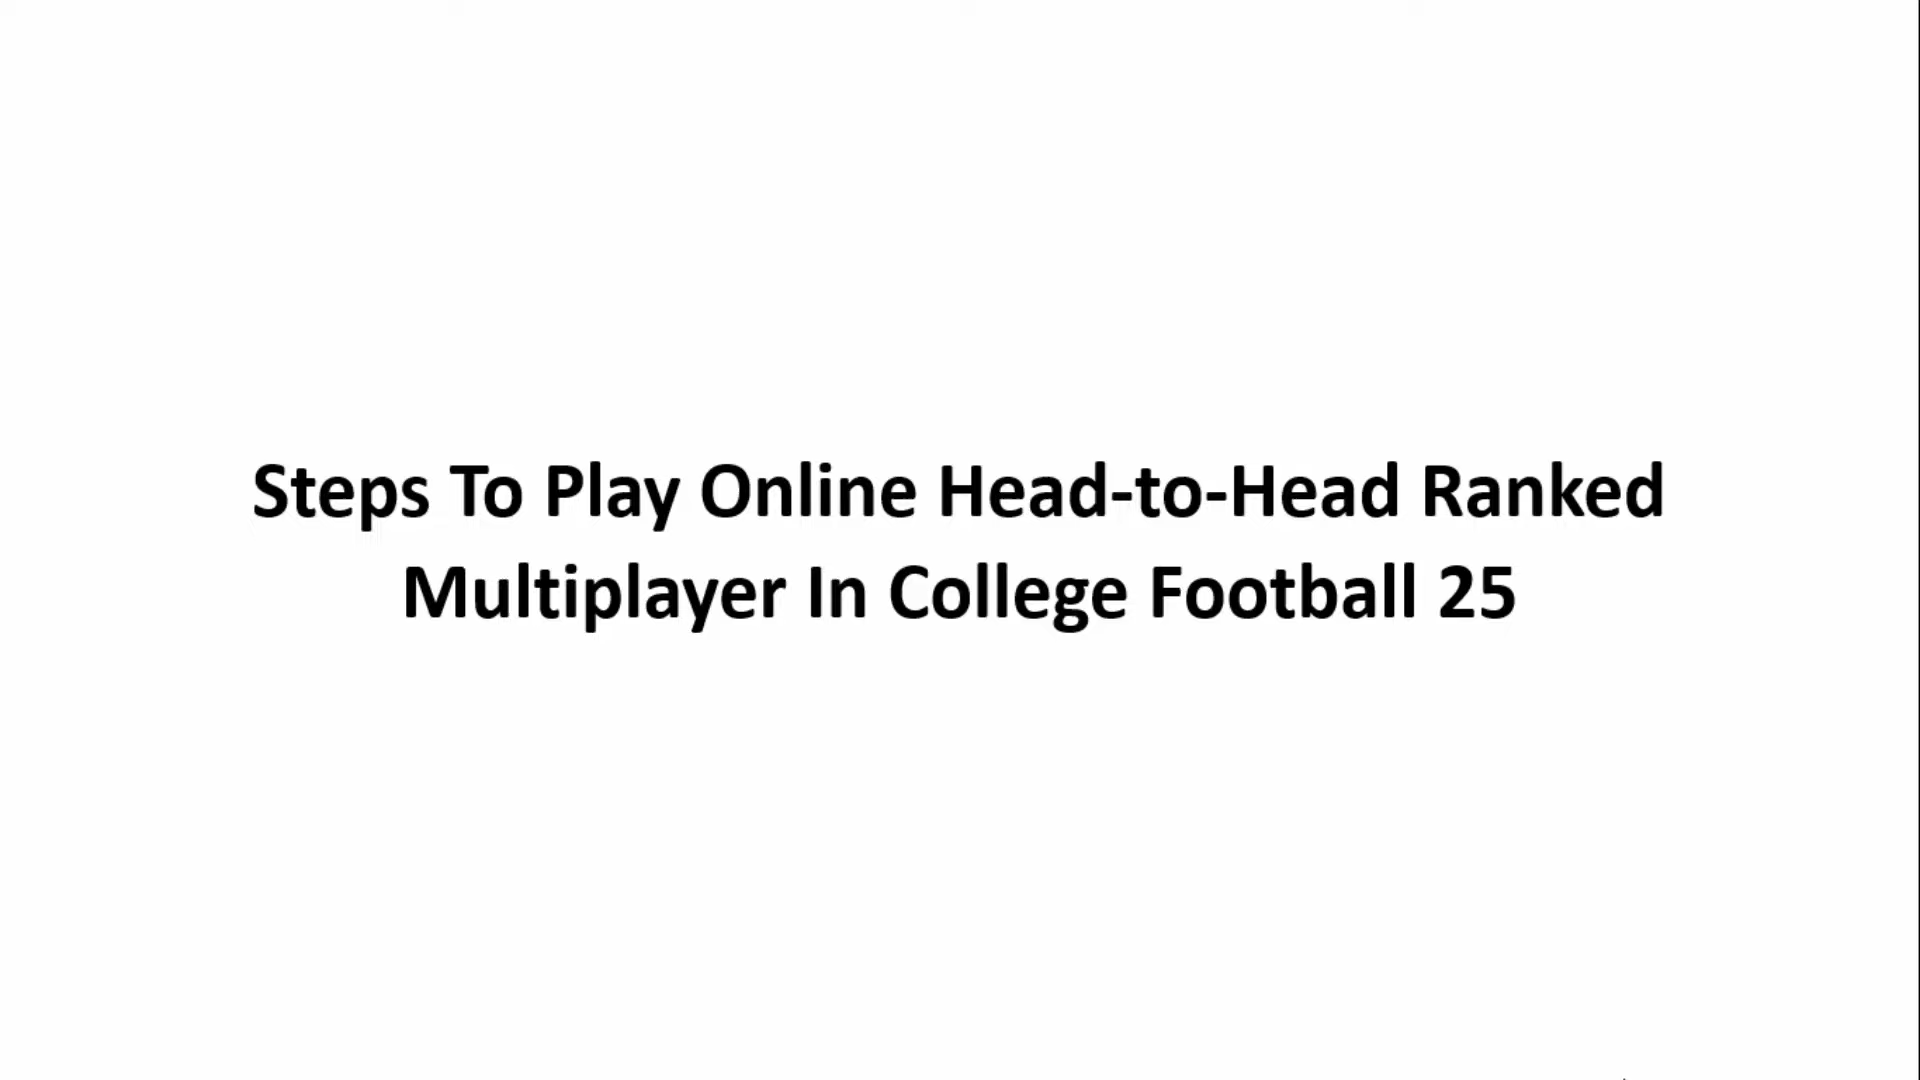 Steps To Play Online Head-to-Head Ranked
Multiplayer In College Football 25